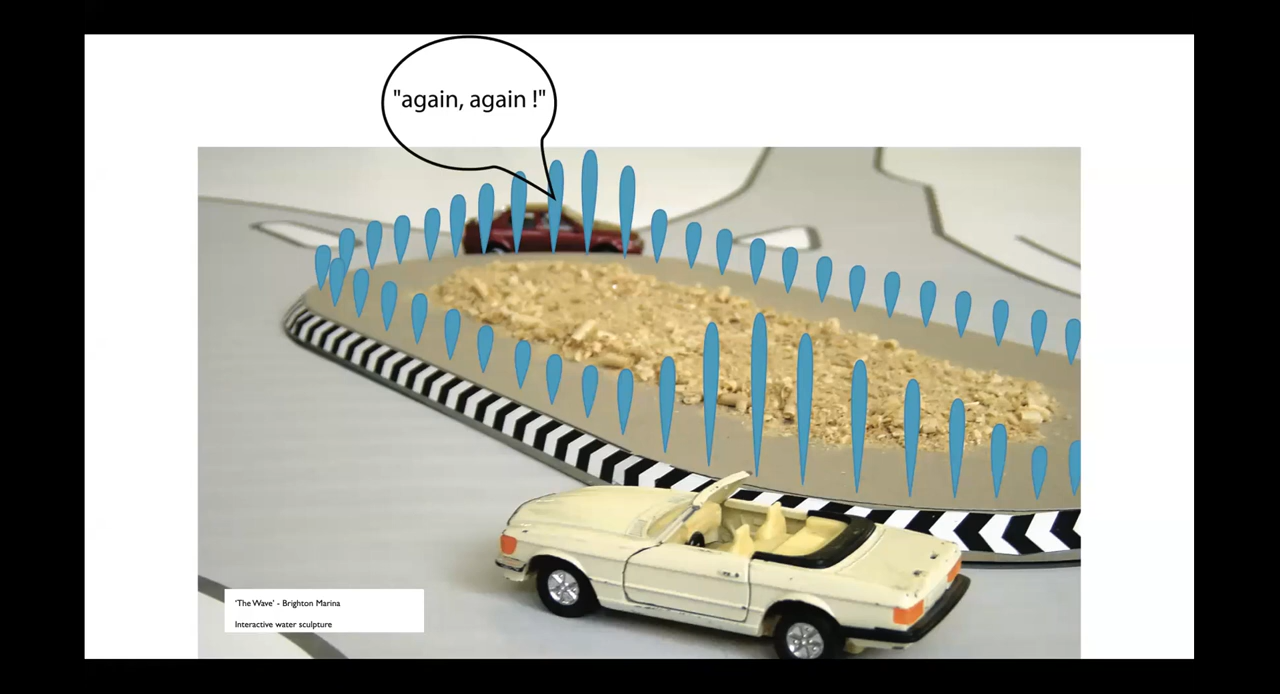 "again, again !"
'The Wave' - Brighton Marina
Interactive water sculpture